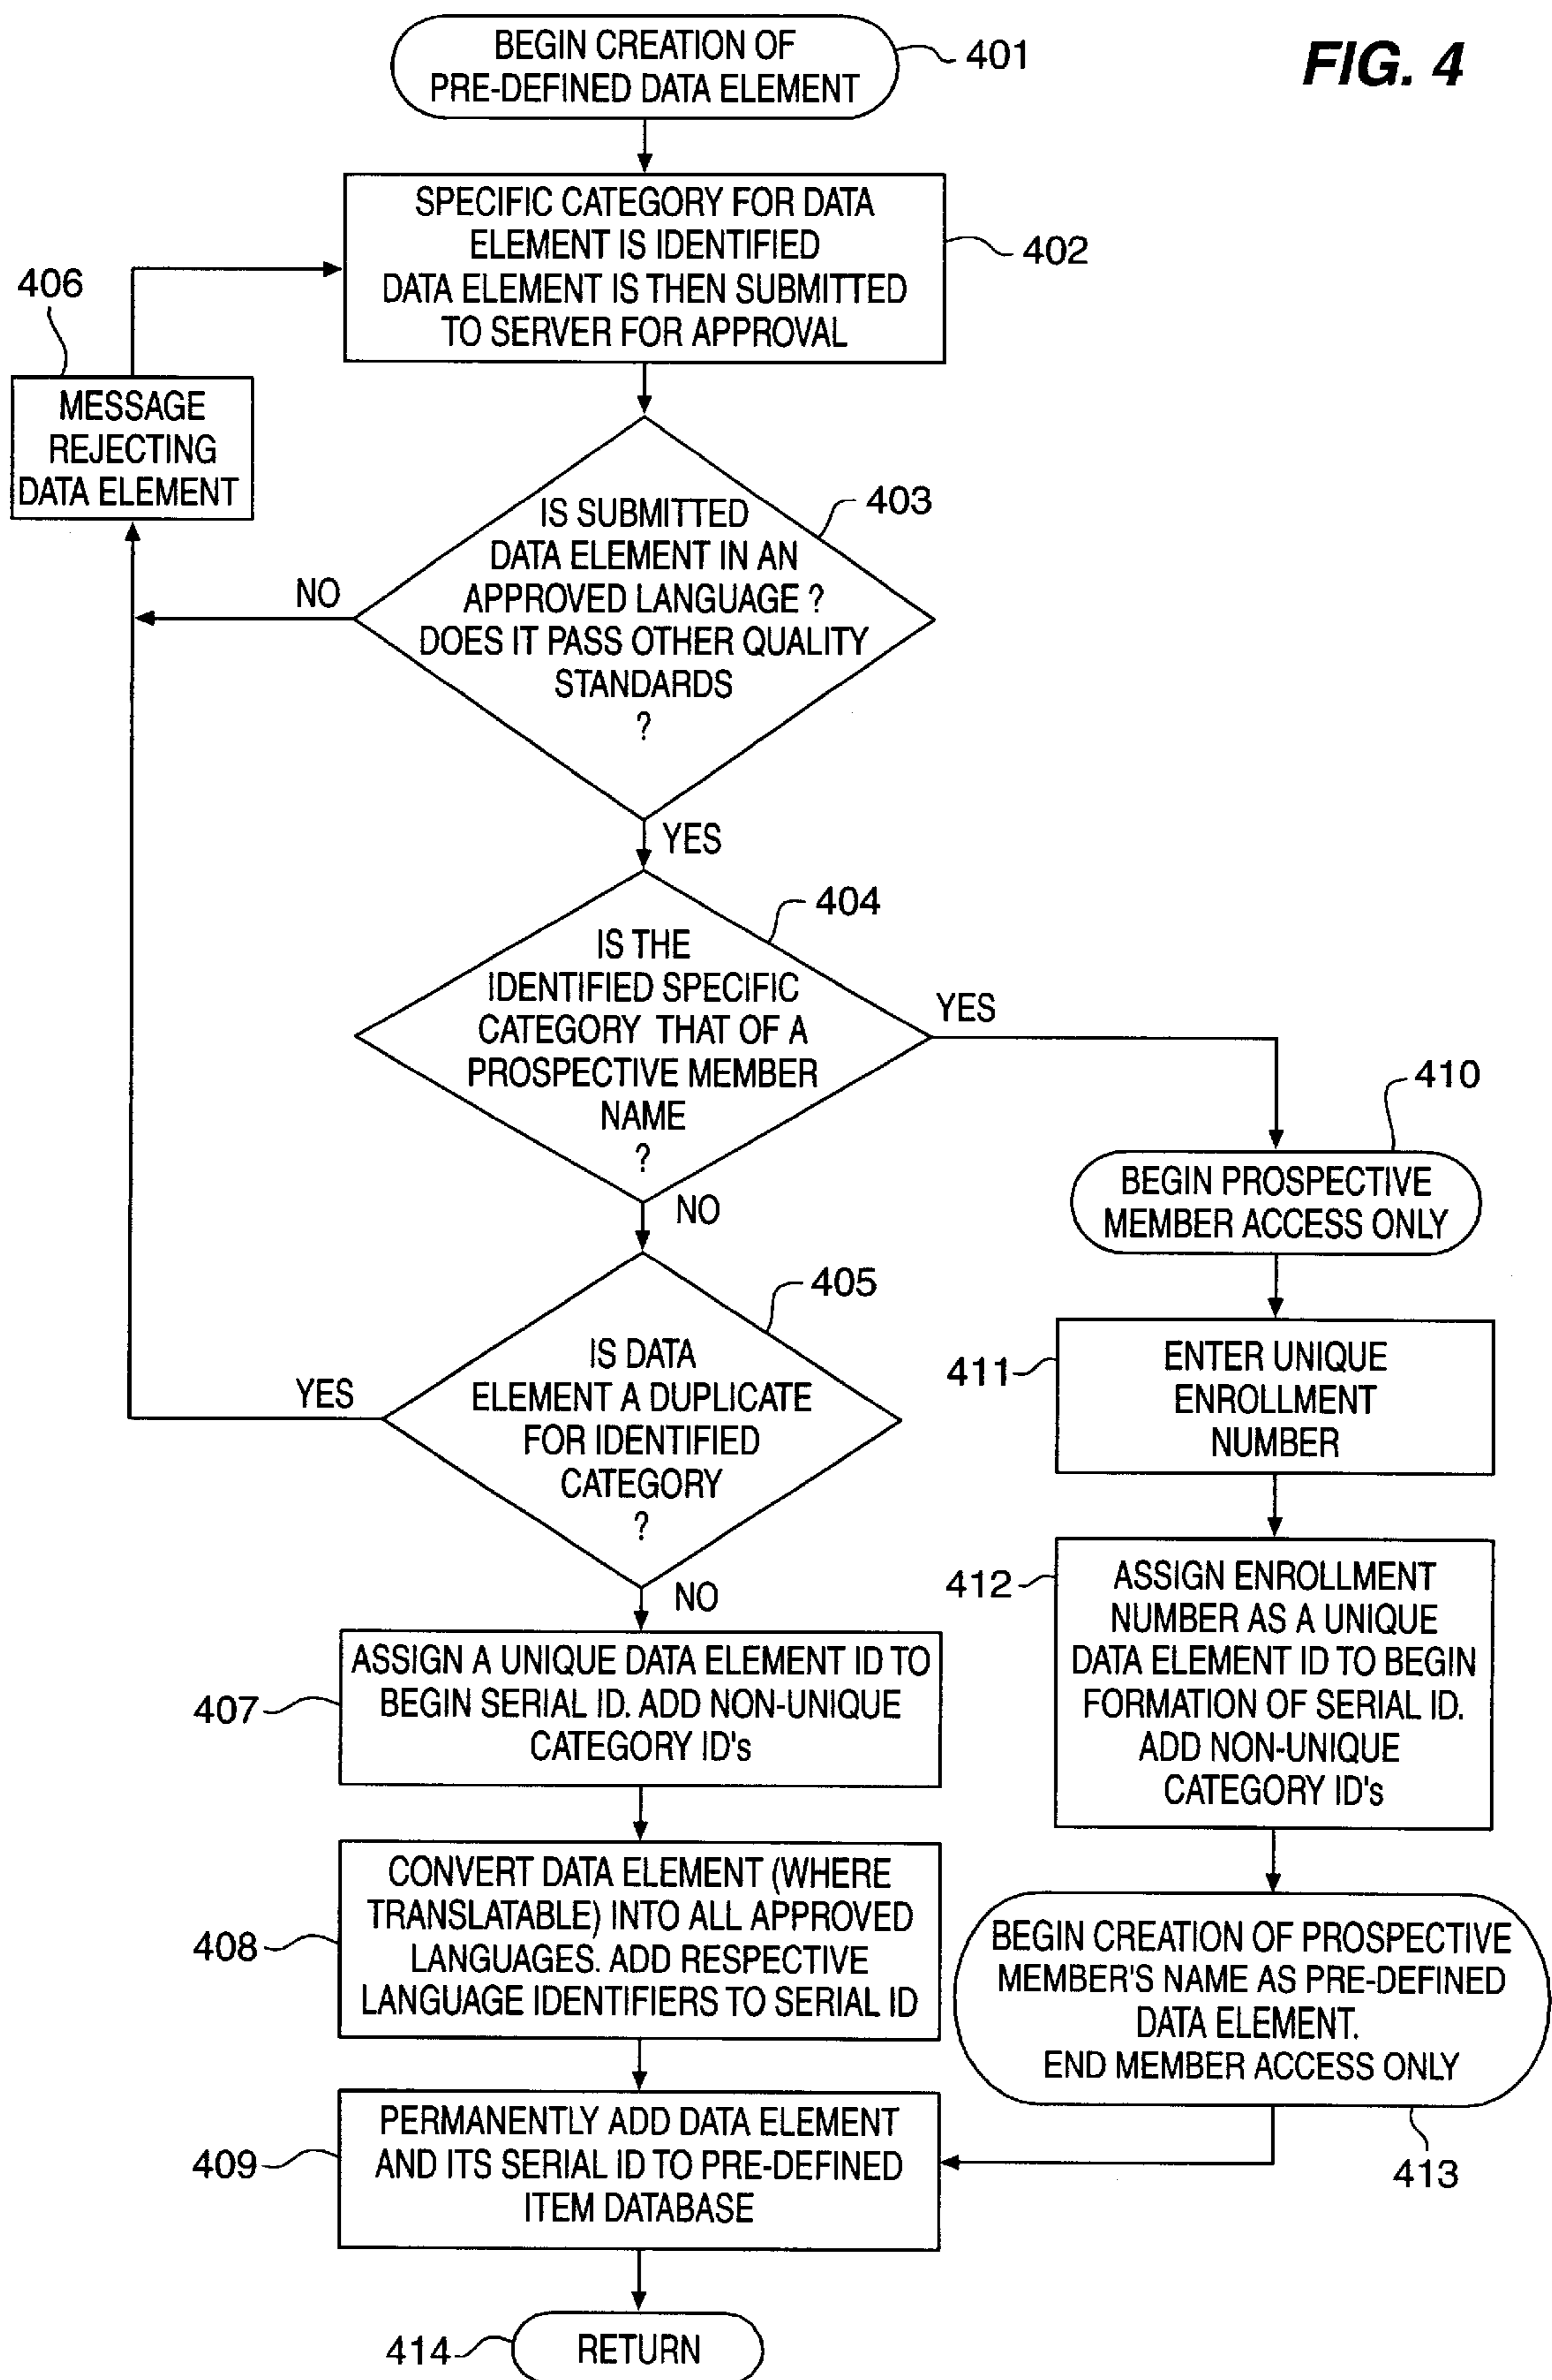 FIG. 4
BEGIN CREATION OF
PRE-DEFINED DATA ELEMENT
401
SPECIFIC CATEGORY FOR DATA
ELEMENT IS IDENTIFIED
DATA ELEMENT IS THEN SUBMITTED
TO SERVER FOR APPROVAL
402
406
MESSAGE
REJECTING
DATA ELEMENT
IS SUBMITTED
DATA ELEMENT IN AN
APPROVED LANGUAGE ?
DOES IT PASS OTHER QUALITY
STANDARDS
?
403
NO
YES
IS THE
IDENTIFIED SPECIFIC
CATEGORY THAT OF A
PROSPECTIVE MEMBER
NAME
?
404
YES
NO
410
BEGIN PROSPECTIVE
MEMBER ACCESS ONLY
IS DATA
ELEMENT A DUPLICATE
FOR IDENTIFIED
CATEGORY
?
405
YES
NO
411
ENTER UNIQUE
ENROLLMENT
NUMBER
412
ASSIGN ENROLLMENT
NUMBER AS A UNIQUE
DATA ELEMENT ID TO BEGIN
FORMATION OF SERIAL ID.
ADD NON-UNIQUE
CATEGORY ID's
407
ASSIGN A UNIQUE DATA ELEMENT ID TO
BEGIN SERIAL ID. ADD NON-UNIQUE
CATEGORY ID's
408
CONVERT DATA ELEMENT (WHERE
TRANSLATABLE) INTO ALL APPROVED
LANGUAGES. ADD RESPECTIVE
LANGUAGE IDENTIFIERS TO SERIAL ID
BEGIN CREATION OF PROSPECTIVE
MEMBER'S NAME AS PRE-DEFINED
DATA ELEMENT.
END MEMBER ACCESS ONLY
413
409
PERMANENTLY ADD DATA ELEMENT
AND ITS SERIAL ID TO PRE-DEFINED
ITEM DATABASE
414
RETURN